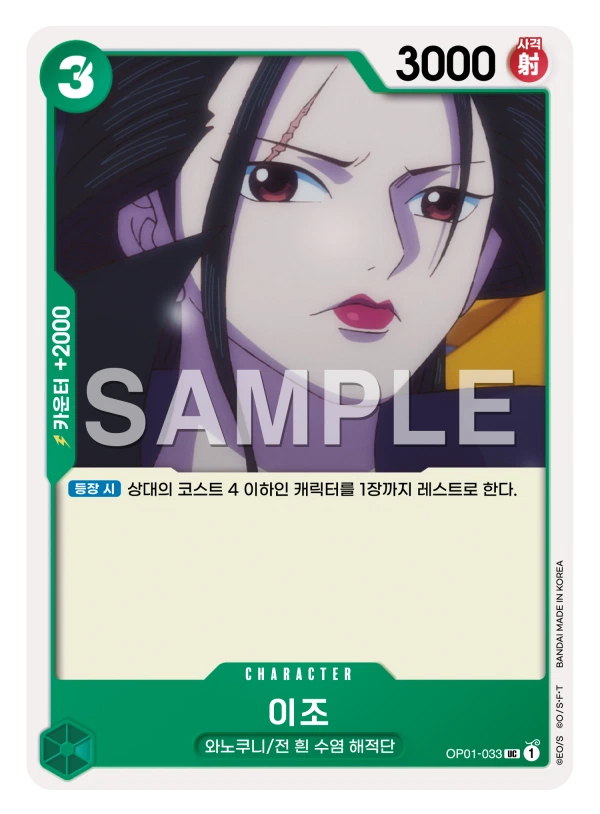 3
3000
사격
射
⚡카운터 +2000
SAMPLE
등장 시 상대의 코스트 4 이하인 캐릭터를 1장까지 레스트로 한다.
CHARACTER
이조
와노쿠니/전 흰 수염 해적단
OP01-033 UC 1
©EO/S ©O/S·F·T BANDAI MADE IN KOREA